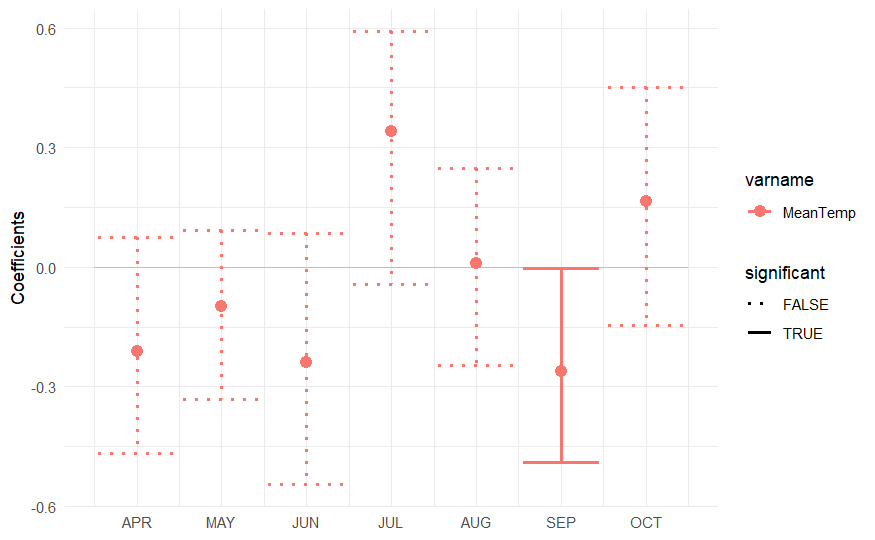 0.6
0.3
0.0
-0.3
-0.6
Coefficients
APR MAY JUN JUL AUG SEP OCT
varname
MeanTemp
significant
FALSE
TRUE